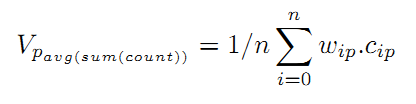 $V_{p_{avg(sum(count))}} = 1/n \sum_{i=0}^{n} w_{ip}.c_{ip}$